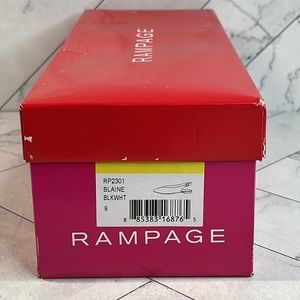 RAMPAGE
RP2301
BLAINE
BLKWHT
9
8 85383 16876 5
RAMPAGE